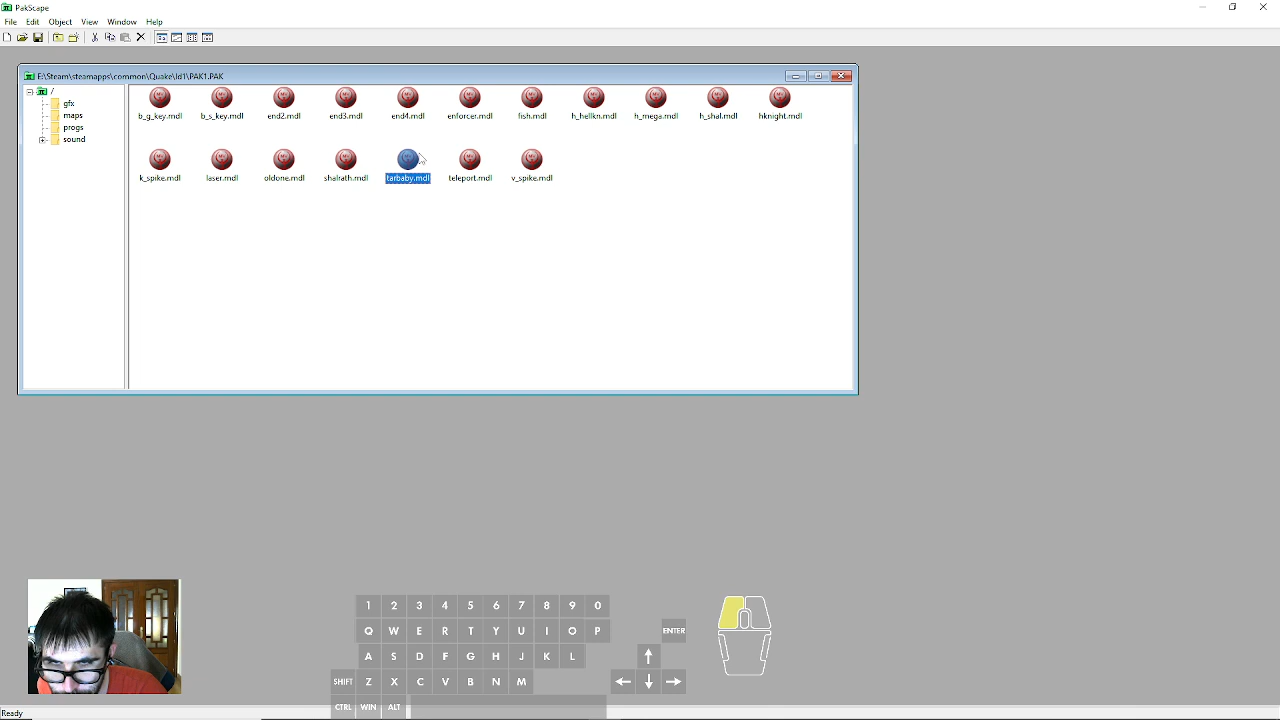 PakScape
File Edit Object View Window Help
E:\Steam\steamapps\common\Quake\Id1\PAK1.PAK
/
gfx
maps
progs
sound
b_g_key.mdl b_s_key.mdl end2.mdl end3.mdl end4.mdl enforcer.mdl fish.mdl h_hellkn.mdl h_mega.mdl h_shal.mdl hknight.mdl
k_spike.mdl laser.mdl oldone.mdl shalrath.mdl tarbaby.mdl teleport.mdl v_spike.mdl
1 2 3 4 5 6 7 8 9 0
Q W E R T Y U I O P ENTER
A S D F G H J K L
SHIFT Z X C V B N M
CTRL WIN ALT
Ready